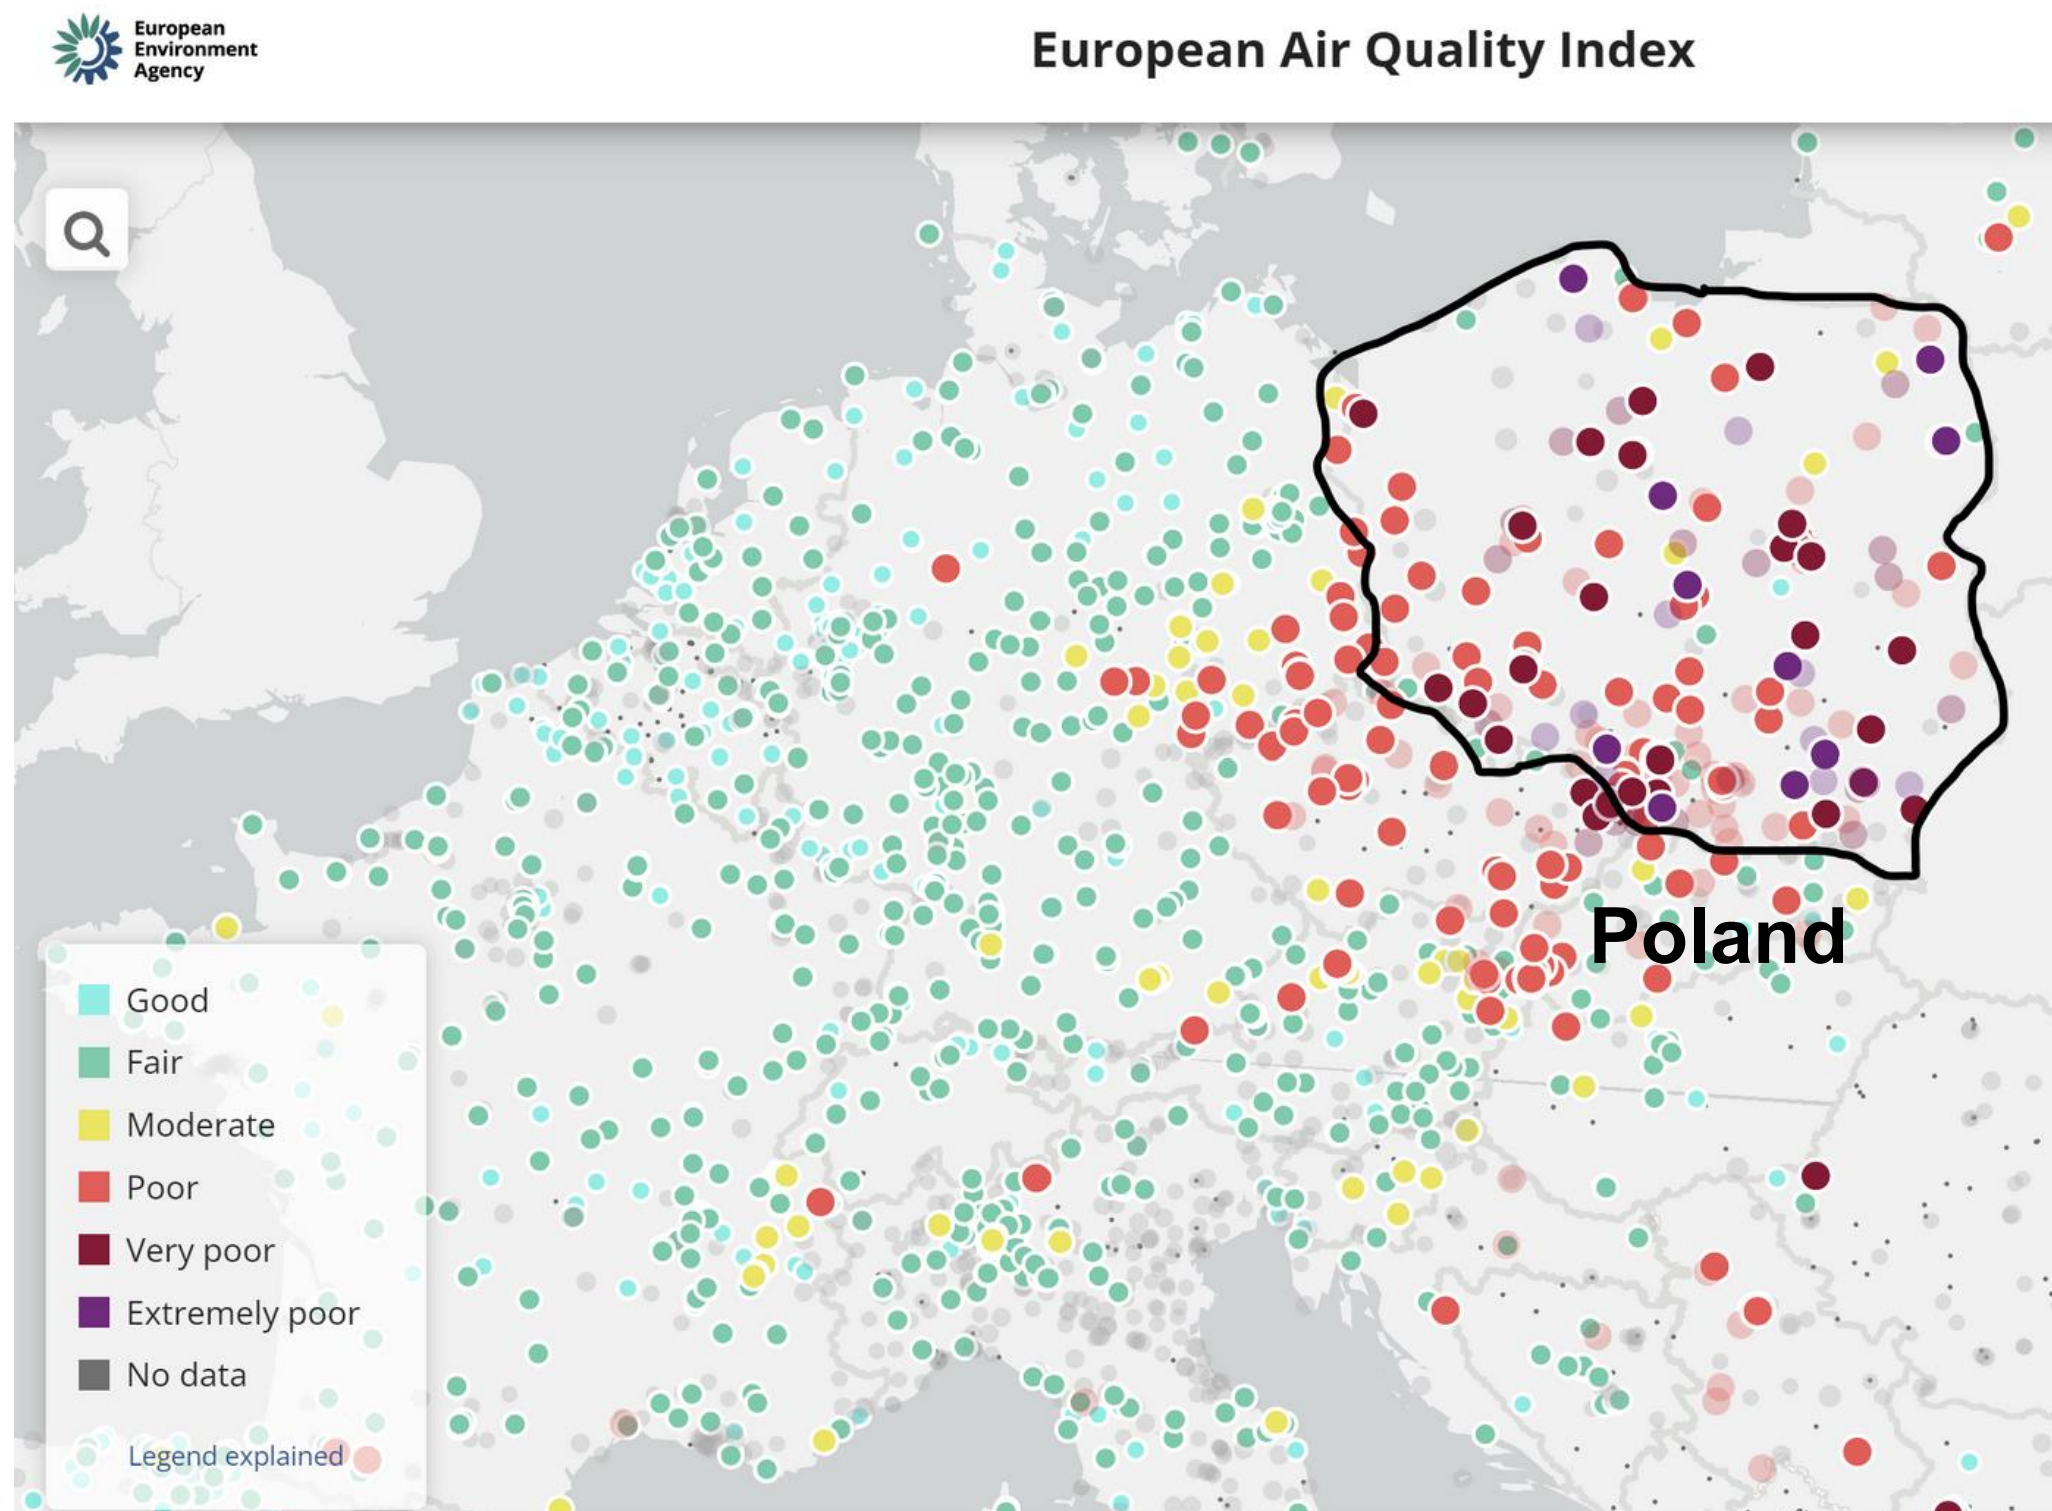 European
Environment
Agency
European Air Quality Index
Poland
Good
Fair
Moderate
Poor
Very poor
Extremely poor
No data
Legend explained